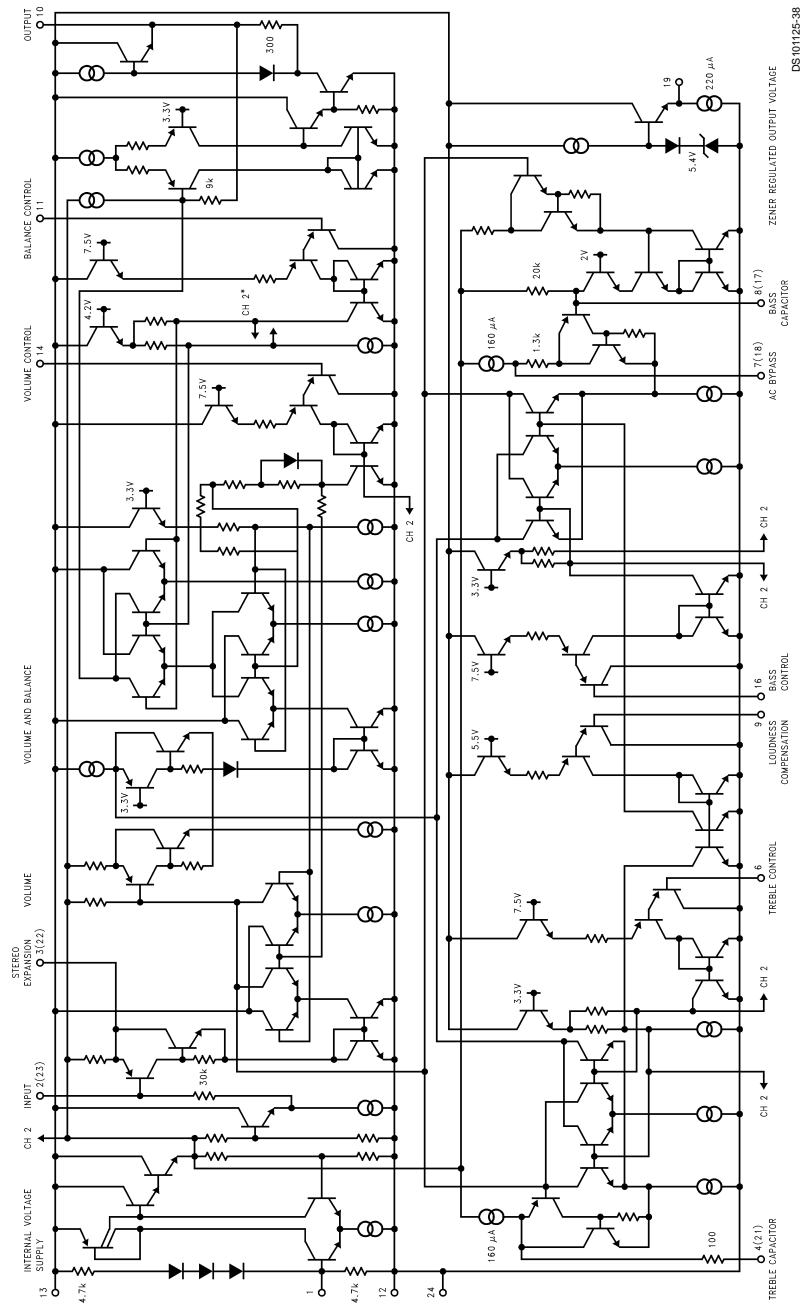 INTERNAL VOLTAGE
SUPPLY
CH 2
INPUT
STEREO
EXPANSION
VOLUME
VOLUME AND BALANCE
VOLUME CONTROL
BALANCE CONTROL
OUTPUT
13
2(23)
3(22)
14
11
10
4.7k
30k
3.3V
3.3V
7.5V
4.2V
CH 2*
7.5V
9k
3.3V
300
CH 2
1
4.7k
12
24
160 µA
100
3.3V
7.5V
5.5V
7.5V
3.3V
160 µA
1.3k
20k
2V
5.4V
220 µA
19
CH 2
CH 2
CH 2
CH 2
4(21)
TREBLE CAPACITOR
6
TREBLE CONTROL
9
LOUDNESS
COMPENSATION
16
BASS
CONTROL
7(18)
AC BYPASS
8(17)
BASS
CAPACITOR
ZENER REGULATED OUTPUT VOLTAGE
DS101125-38